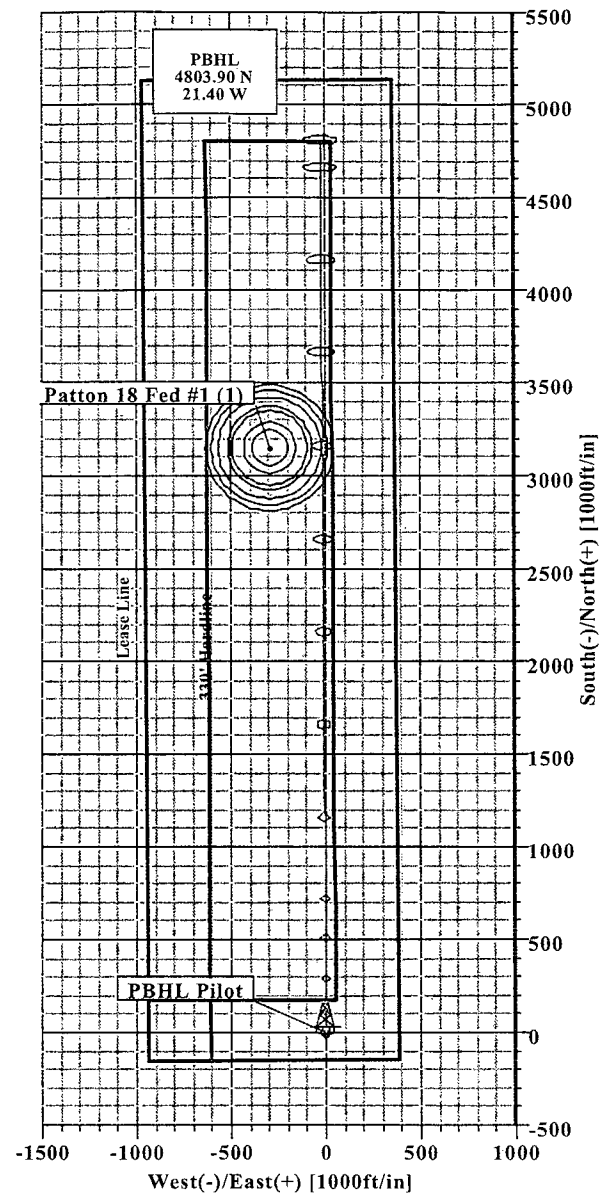 5500
PBHL
4803.90 N
21.40 W
5000
4500
4000
3500
Patton 18 Fed #1 (1)
3000
2500
Lease Line
330' Hardline
2000
1500
1000
500
PBHL Pilot
0
-500
-1500 -1000 -500 0 500 1000
West(-)/East(+) [1000ft/in]
South(-)/North(+) [1000ft/in]